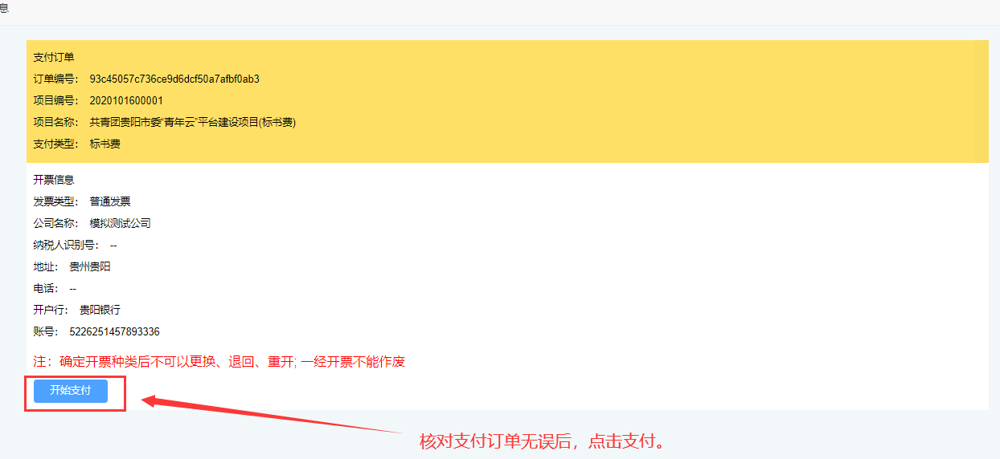 息
支付订单
订单编号： 93c45057c736ce9d6dcf50a7afbf0ab3
项目编号： 2020101600001
项目名称： 共青团贵阳市委“青年云”平台建设项目(标书费)
支付类型： 标书费
开票信息
发票类型： 普通发票
公司名称： 模拟测试公司
纳税人识别号： --
地址： 贵州贵阳
电话： --
开户行： 贵阳银行
账号： 5226251457893336
注：确定开票种类后不可以更换、退回、重开; 一经开票不能作废
开始支付
核对支付订单无误后，点击支付。